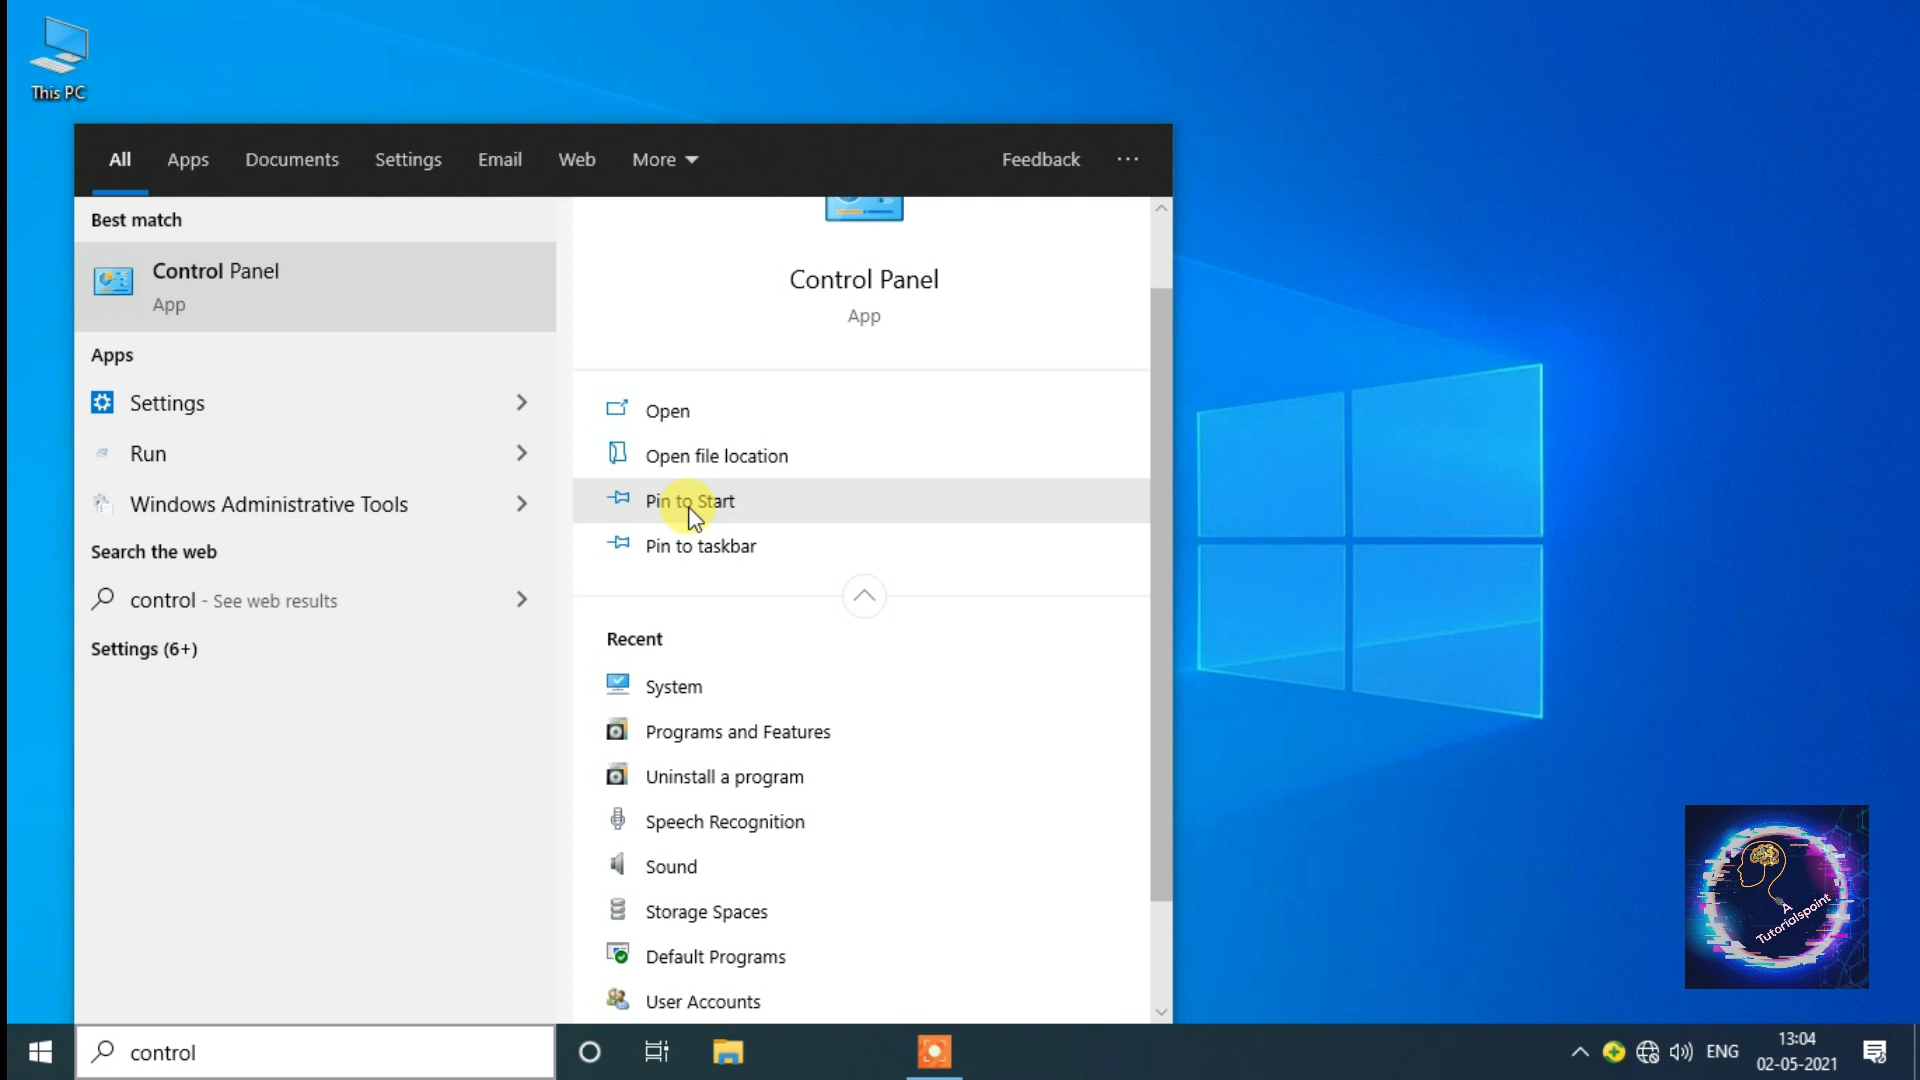 This PC
All Apps Documents Settings Email Web More Feedback ...
Best match
Control Panel
App
Apps
Settings
Run
Windows Administrative Tools
Search the web
control - See web results
Settings (6+)
Control Panel
App
Open
Open file location
Pin to Start
Pin to taskbar
Recent
System
Programs and Features
Uninstall a program
Speech Recognition
Sound
Storage Spaces
Default Programs
User Accounts
A
Tutorialspoint
control
ENG
13:04
02-05-2021